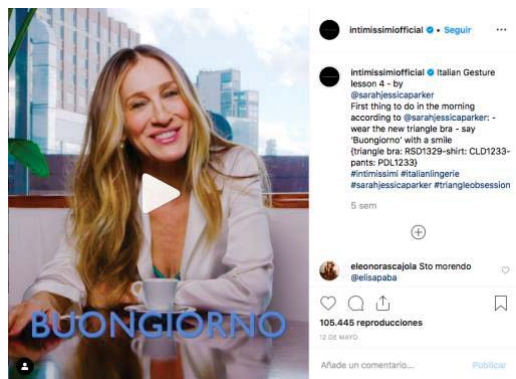 BUONGIORNO
intimissimiofficial • Seguir
intimissimiofficial Italian Gesture
lesson 4 - by
@sarahjessicaparker
First thing to do in the morning
according to @sarahjessicaparker: -
wear the new triangle bra - say
'Buongiorno' with a smile
{triangle bra: RSD1329-shirt: CLD1233-
pants: PDL1233}
#intimissimi #italianlingerie
#sarahjessicaparker #triangleobsession
5 sem
eleonorascajola Sto morendo
@elisapaba
105.445 reproducciones
12 DE MAYO
Añade un comentario...
Publicar